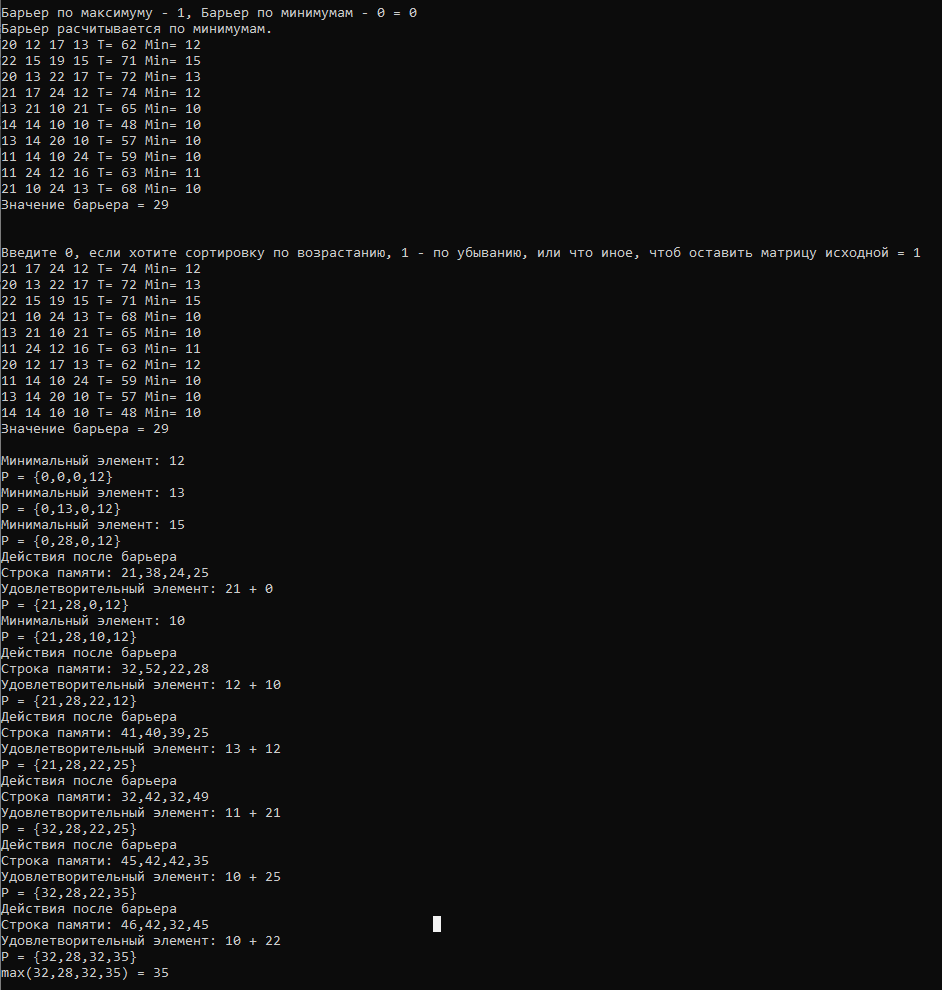 Барьер по максимуму - 1, Барьер по минимумам - 0 = 0
Барьер расчитывается по минимумам.
20 12 17 13 T= 62 Min= 12
22 15 19 15 T= 71 Min= 15
20 13 22 17 T= 72 Min= 13
21 17 24 12 T= 74 Min= 12
13 21 10 21 T= 65 Min= 10
14 14 10 10 T= 48 Min= 10
13 14 20 10 T= 57 Min= 10
11 14 10 24 T= 59 Min= 10
11 24 12 16 T= 63 Min= 11
21 10 24 13 T= 68 Min= 10
Значение барьера = 29
Введите 0, если хотите сортировку по возрастанию, 1 - по убыванию, или что иное, чтоб оставить матрицу исходной = 1
21 17 24 12 T= 74 Min= 12
20 13 22 17 T= 72 Min= 13
22 15 19 15 T= 71 Min= 15
21 10 24 13 T= 68 Min= 10
13 21 10 21 T= 65 Min= 10
11 24 12 16 T= 63 Min= 11
20 12 17 13 T= 62 Min= 12
11 14 10 24 T= 59 Min= 10
13 14 20 10 T= 57 Min= 10
14 14 10 10 T= 48 Min= 10
Значение барьера = 29
Минимальный элемент: 12
P = {0,0,0,12}
Минимальный элемент: 13
P = {0,13,0,12}
Минимальный элемент: 15
P = {0,28,0,12}
Действия после барьера
Строка памяти: 21,38,24,25
Удовлетворительный элемент: 21 + 0
P = {21,28,0,12}
Минимальный элемент: 10
P = {21,28,10,12}
Действия после барьера
Строка памяти: 32,52,22,28
Удовлетворительный элемент: 12 + 10
P = {21,28,22,12}
Действия после барьера
Строка памяти: 41,40,39,25
Удовлетворительный элемент: 13 + 12
P = {21,28,22,25}
Действия после барьера
Строка памяти: 32,42,32,49
Удовлетворительный элемент: 11 + 21
P = {32,28,22,25}
Действия после барьера
Строка памяти: 45,42,42,35
Удовлетворительный элемент: 10 + 25
P = {32,28,22,35}
Действия после барьера
Строка памяти: 46,42,32,45
Удовлетворительный элемент: 10 + 22
P = {32,28,32,35}
max(32,28,32,35) = 35